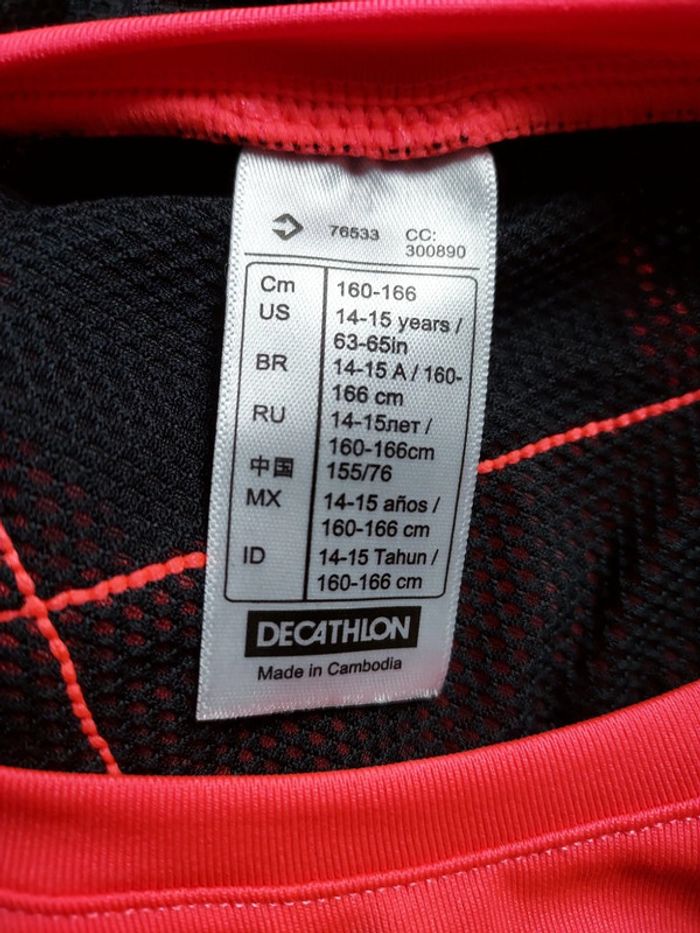 76533 CC:
300890
Cm 160-166
US 14-15 years /
63-65in
BR 14-15 A / 160-
166 cm
RU 14-15лет /
160-166cm
中国 155/76
MX 14-15 años /
160-166 cm
ID 14-15 Tahun /
160-166 cm
DECATHLON
Made in Cambodia